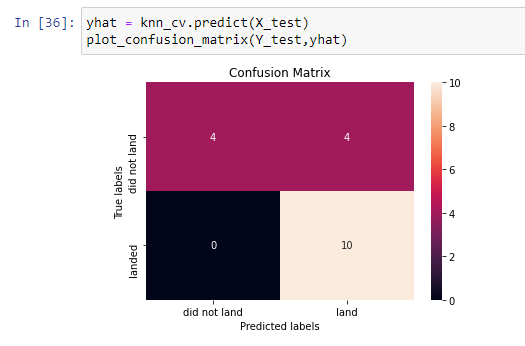 In [36]: yhat = knn_cv.predict(X_test)
plot_confusion_matrix(Y_test,yhat)
Confusion Matrix
True labels
did not land
landed
4 4
0 10
did not land land
Predicted labels
10
8
6
4
2
0